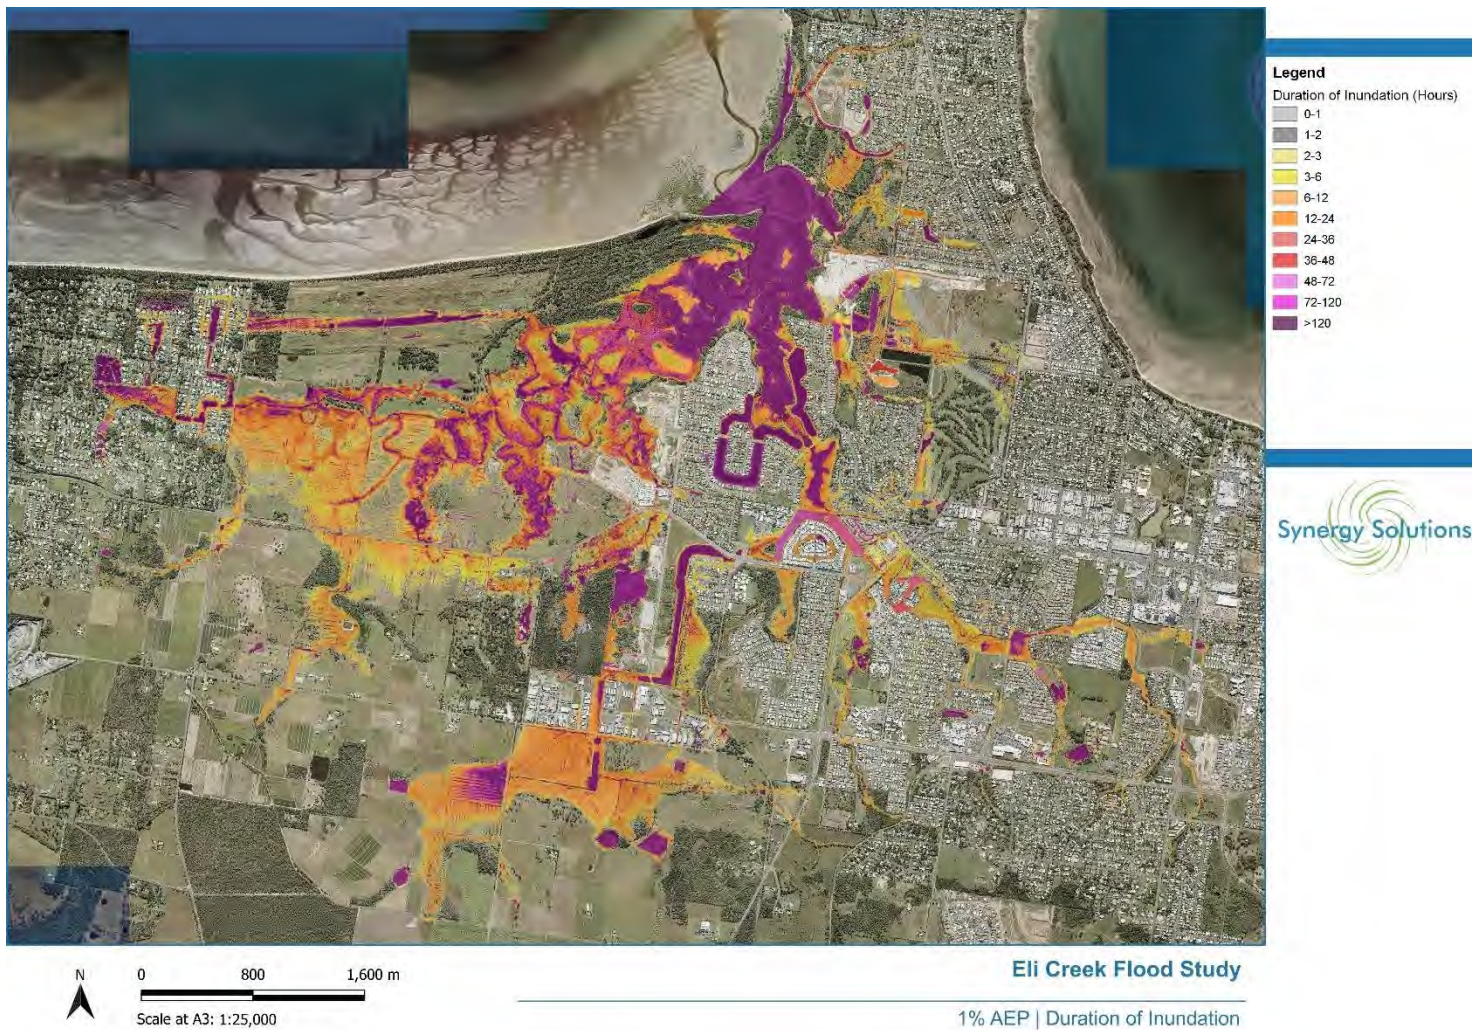 Legend
Duration of Inundation (Hours)
0-1
1-2
2-3
3-6
6-12
12-24
24-36
36-48
48-72
72-120
>120
Synergy Solutions
N
0 800 1,600 m
Scale at A3: 1:25,000
Eli Creek Flood Study
1% AEP | Duration of Inundation